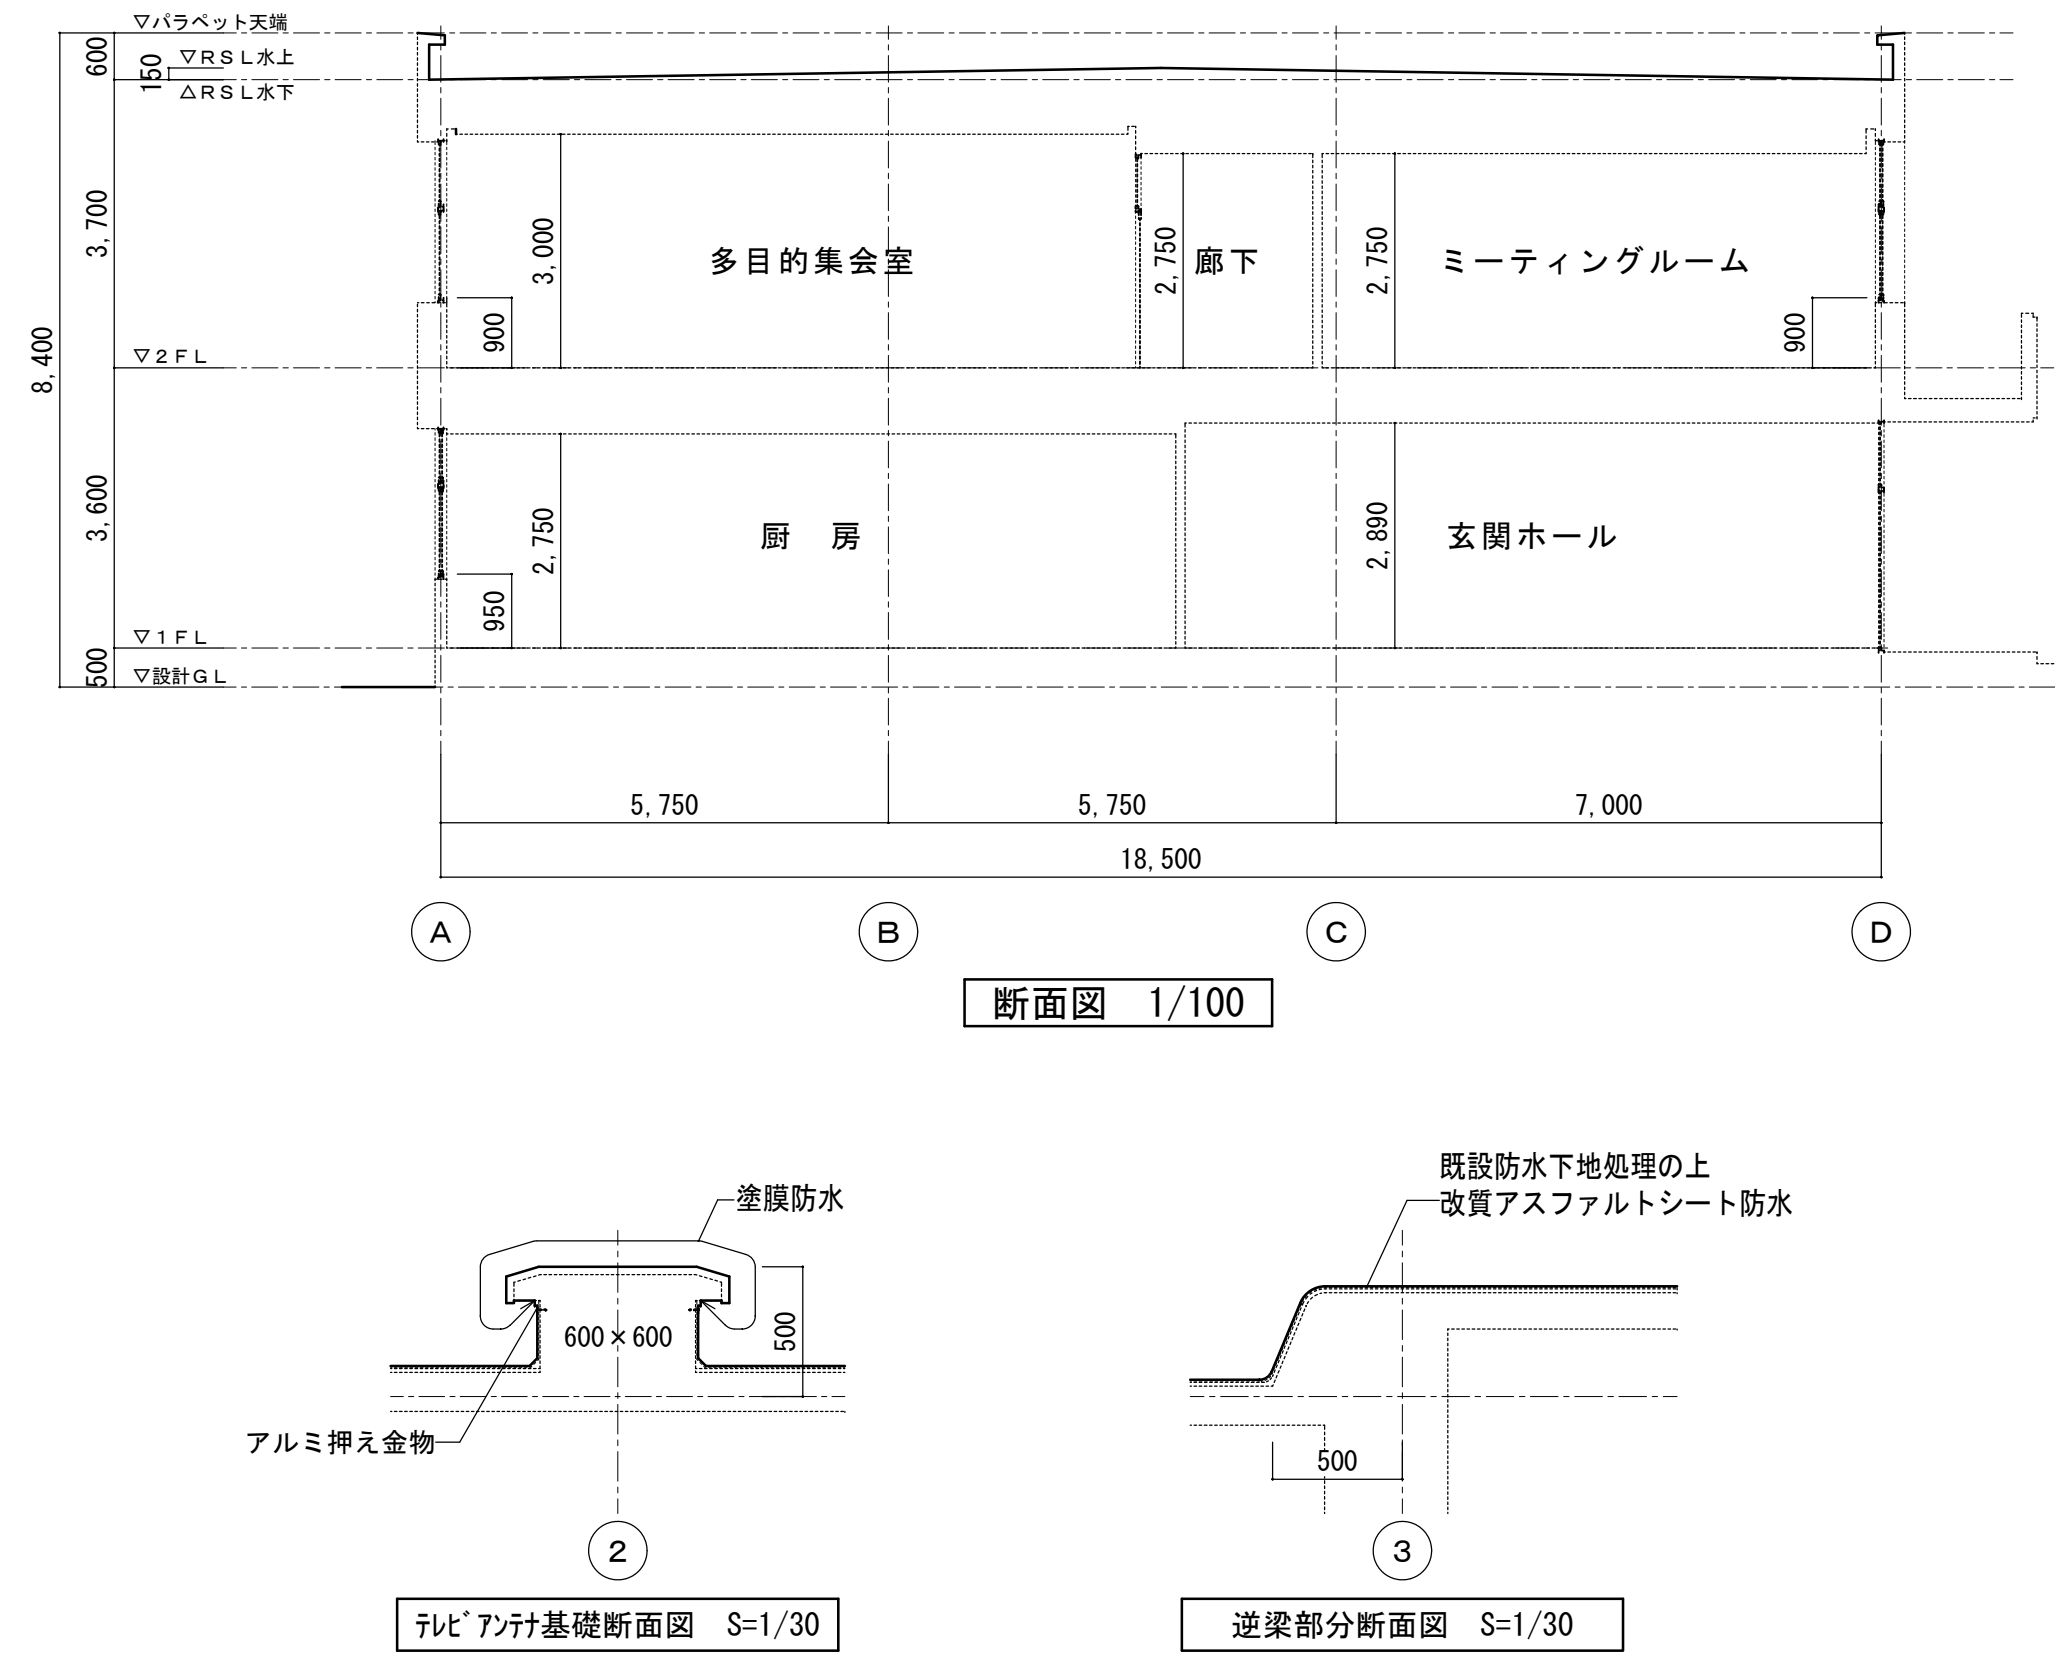 ▽パラペット天端
▽RSL水上
△RSL水下
600
150
3,700
8,400
3,600
500
▽2FL
▽1FL
▽設計GL
多目的集会室
3,000
900
廊下
2,750
ミーティングルーム
2,750
900
厨 房
2,750
950
玄関ホール
2,890
5,750
5,750
7,000
18,500
A
B
C
D
断面図 1/100
塗膜防水
600×600
500
アルミ押え金物
2
テレビアンテナ基礎断面図 S=1/30
既設防水下地処理の上
改質アスファルトシート防水
500
3
逆梁部分断面図 S=1/30